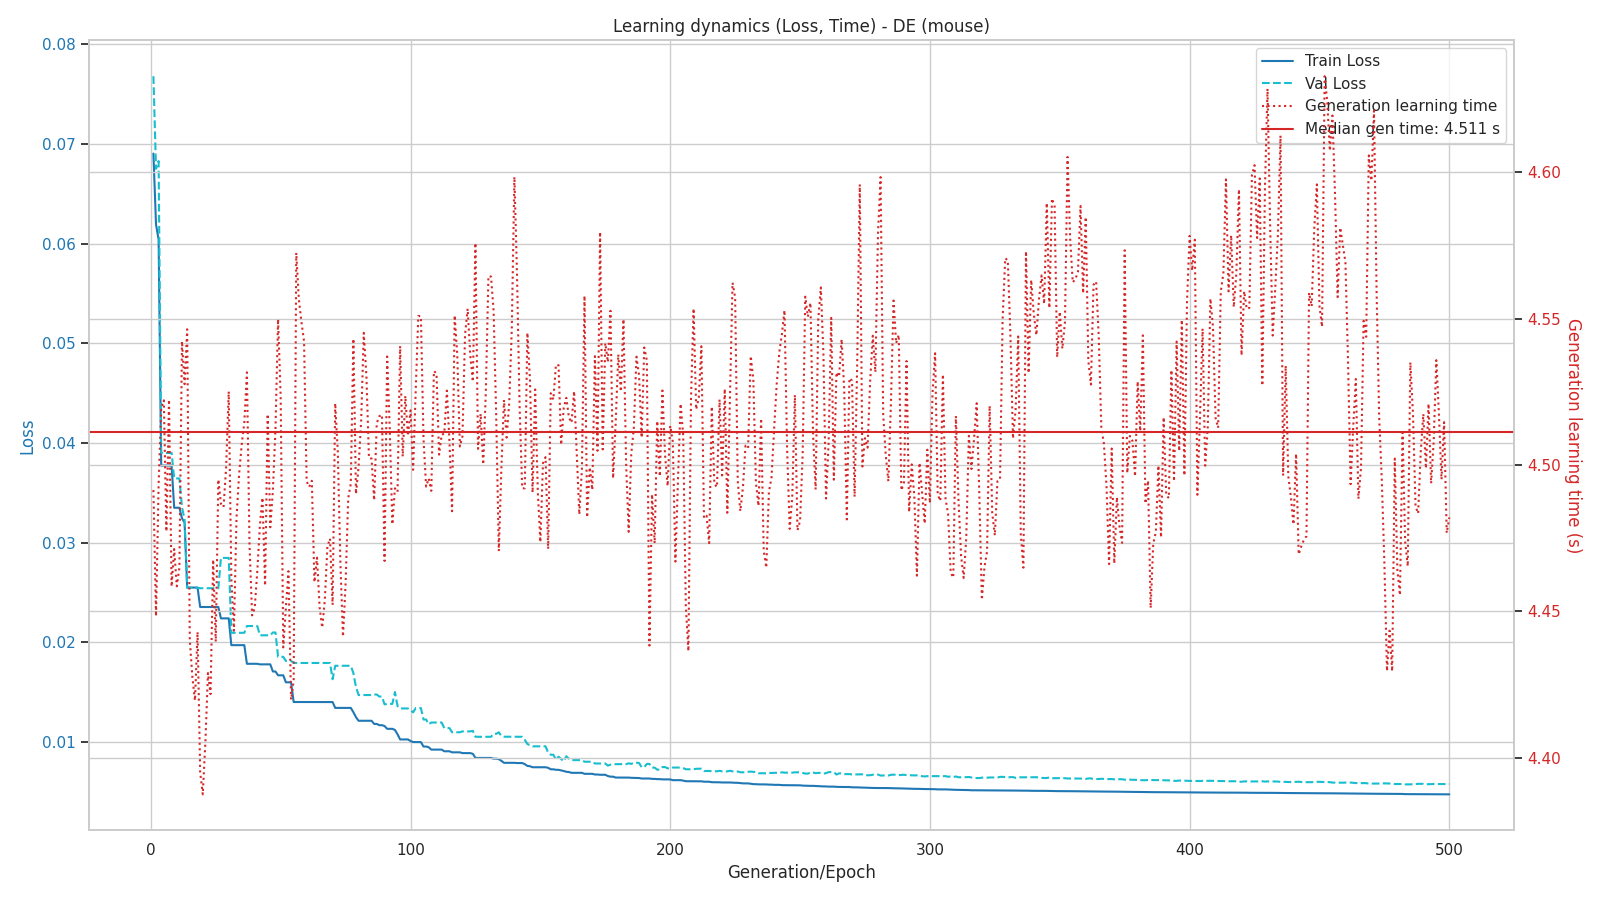 Learning dynamics (Loss, Time) - DE (mouse)
Train Loss
Val Loss
Generation learning time
Median gen time: 4.511 s
0.08
0.07
0.06
0.05
0.04
0.03
0.02
0.01
Loss
4.60
4.55
4.50
4.45
4.40
Generation learning time (s)
0
100
200
300
400
500
Generation/Epoch